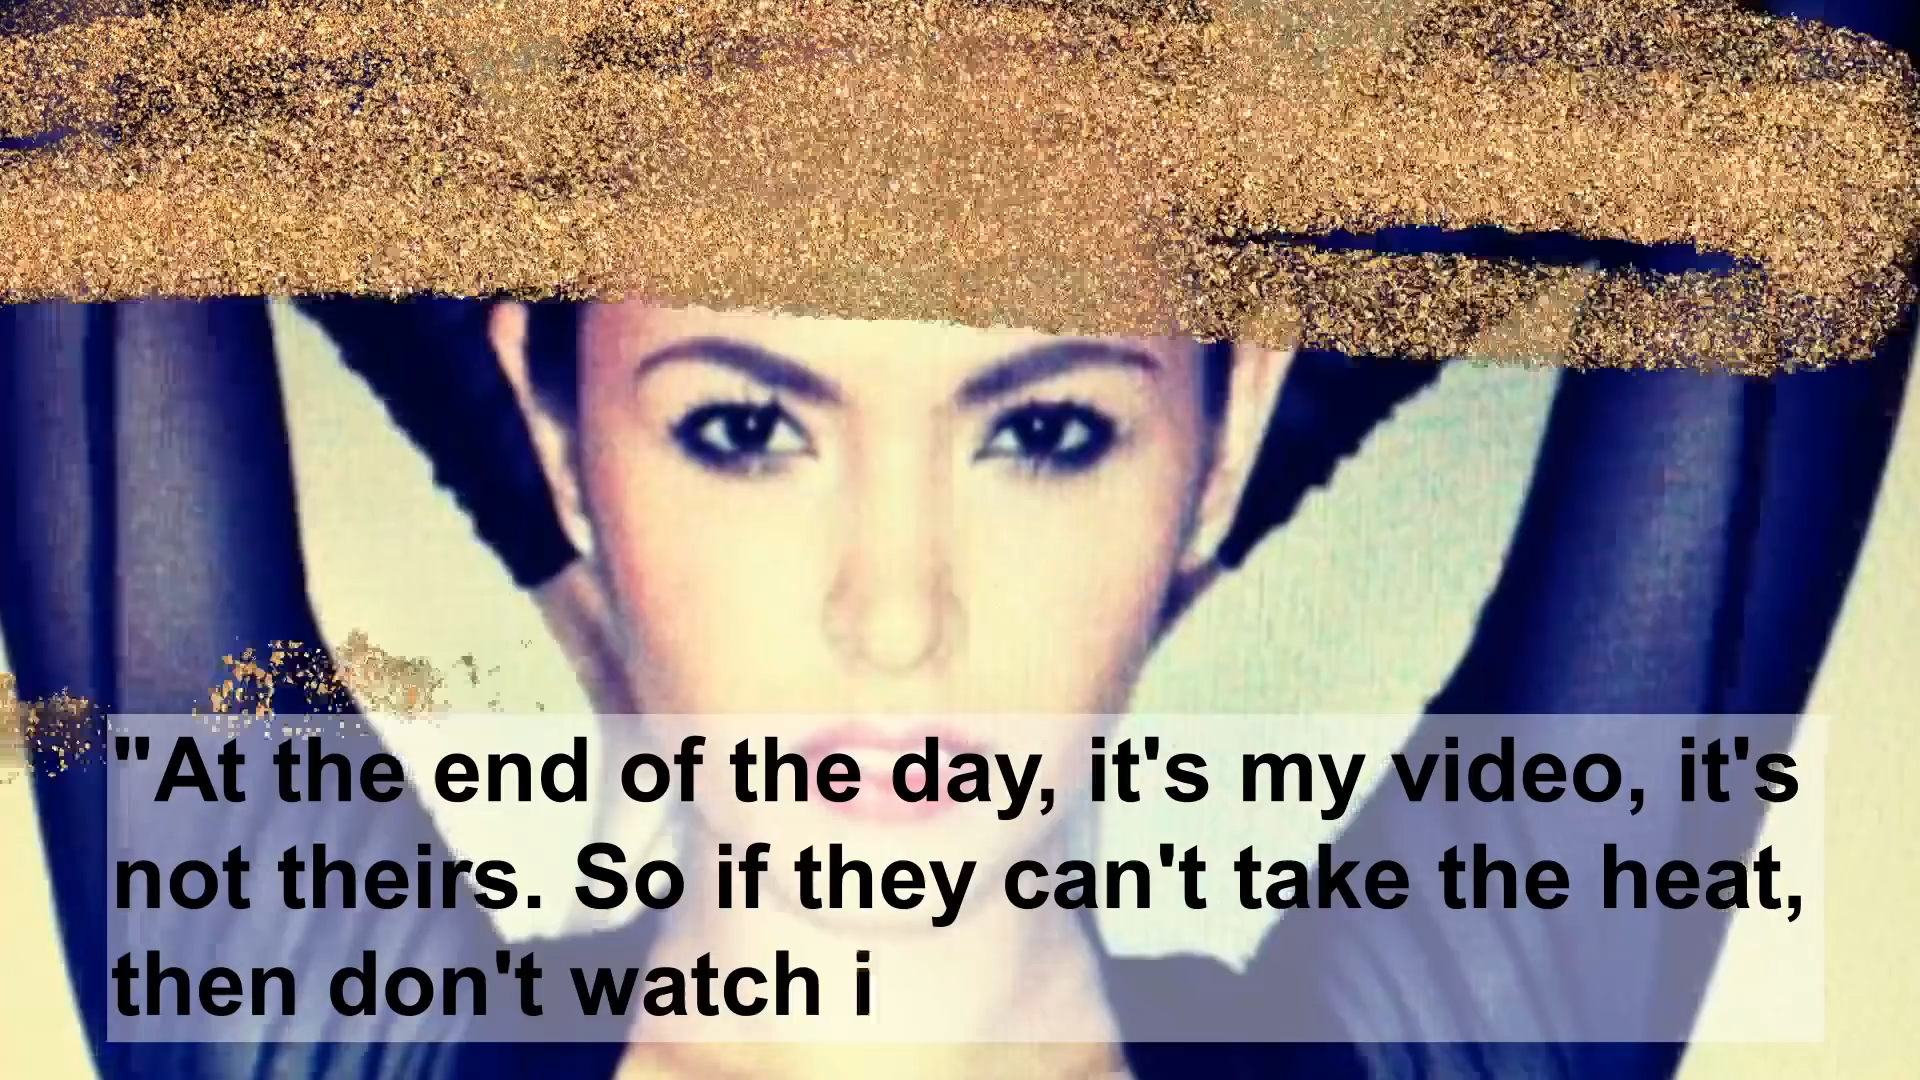 "At the end of the day, it's my video, it's
not theirs. So if they can't take the heat,
then don't watch i